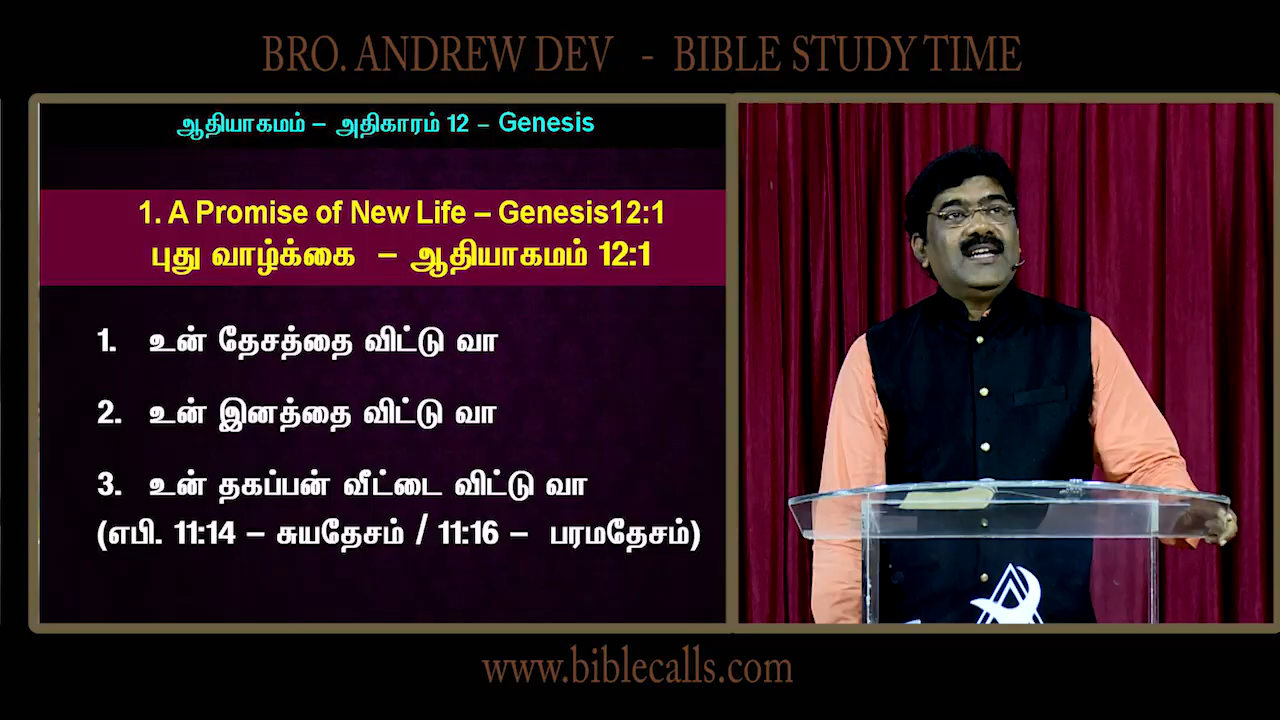 BRO. ANDREW DEV - BIBLE STUDY TIME
ஆதியாகமம் – அதிகாரம் 12 – Genesis
1. A Promise of New Life – Genesis12:1
புது வாழ்க்கை – ஆதியாகமம் 12:1
1. உன் தேசத்தை விட்டு வா
2. உன் இனத்தை விட்டு வா
3. உன் தகப்பன் வீட்டை விட்டு வா
(எபி. 11:14 – சுயதேசம் / 11:16 – பரமதேசம்)
www.biblecalls.com